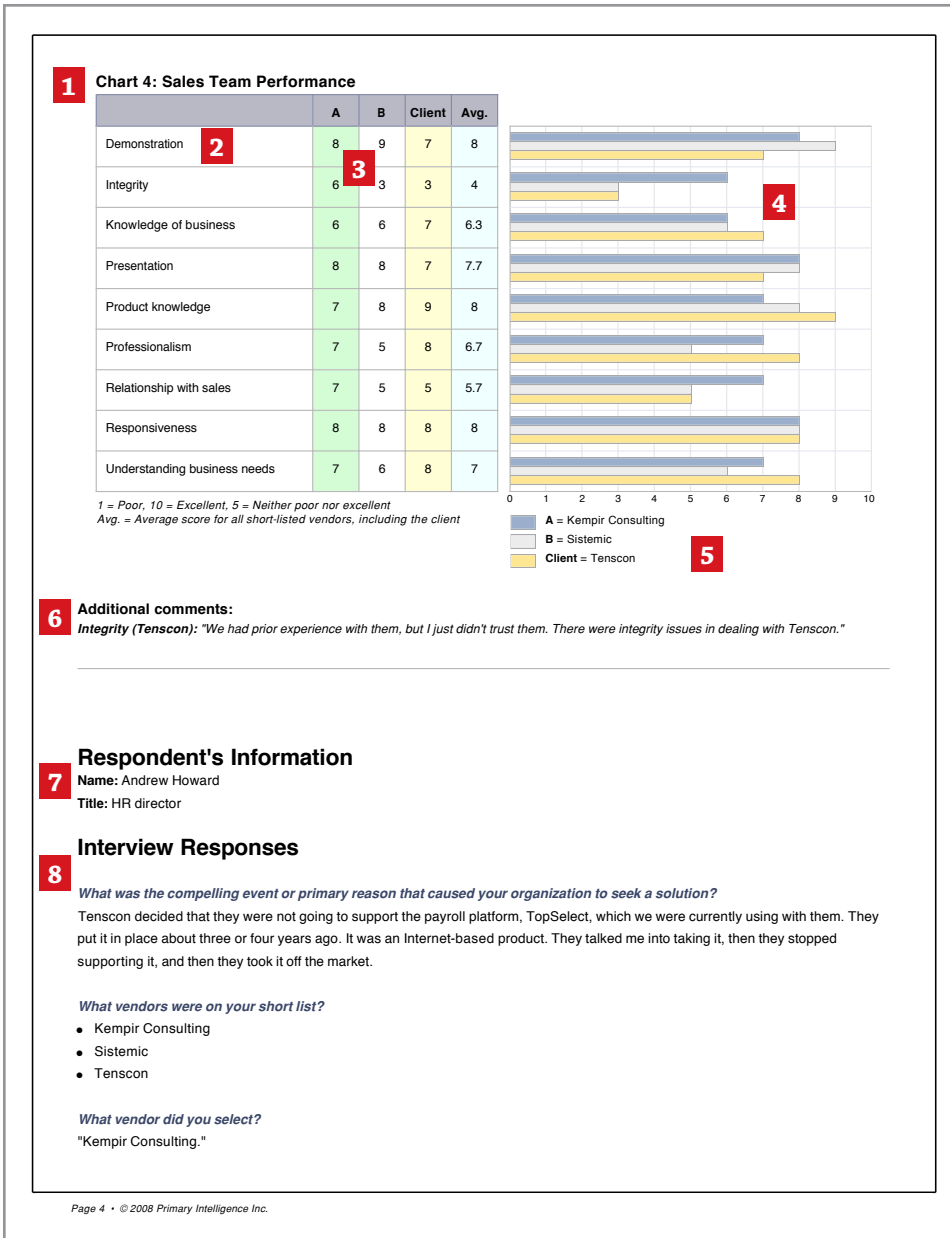 1 Chart 4: Sales Team Performance
A B Client Avg.
Demonstration 2 8 9 7 8
3
Integrity 6 3 3 4
4
Knowledge of business 6 6 7 6.3
Presentation 8 8 7 7.7
Product knowledge 7 8 9 8
Professionalism 7 5 8 6.7
Relationship with sales 7 5 5 5.7
Responsiveness 8 8 8 8
Understanding business needs 7 6 8 7
0 1 2 3 4 5 6 7 8 9 10
1 = Poor, 10 = Excellent, 5 = Neither poor nor excellent
Avg. = Average score for all short-listed vendors, including the client
A = Kempir Consulting
B = Sistemic
Client = Tenscon
5
6 Additional comments:
Integrity (Tenscon): "We had prior experience with them, but I just didn't trust them. There were integrity issues in dealing with Tenscon."
Respondent's Information
7 Name: Andrew Howard
Title: HR director
Interview Responses
8
What was the compelling event or primary reason that caused your organization to seek a solution?
Tenscon decided that they were not going to support the payroll platform, TopSelect, which we were currently using with them. They
put it in place about three or four years ago. It was an Internet-based product. They talked me into taking it, then they stopped
supporting it, and then they took it off the market.
What vendors were on your short list?
• Kempir Consulting
• Sistemic
• Tenscon
What vendor did you select?
"Kempir Consulting."
Page 4 • © 2008 Primary Intelligence Inc.